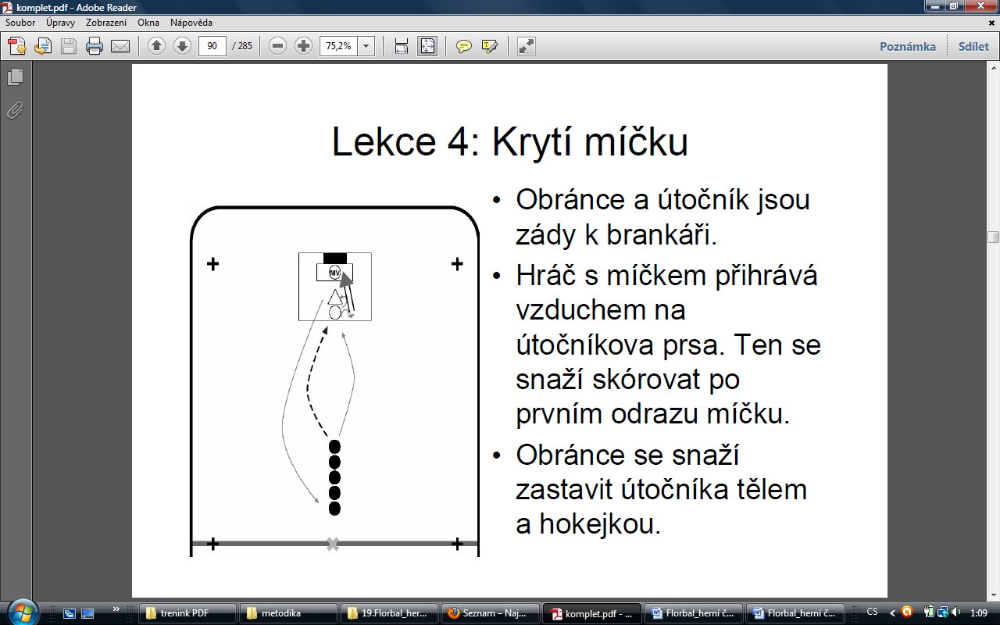 komplet.pdf - Adobe Reader
Soubor Úpravy Zobrazení Okna Nápověda
90 / 285 75,2% Poznámka Sdílet
Lekce 4: Krytí míčku
• Obránce a útočník jsou
zády k brankáři.
• Hráč s míčkem přihrává
vzduchem na
útočníkova prsa. Ten se
snaží skórovat po
prvním odrazu míčku.
• Obránce se snaží
zastavit útočníka tělem
a hokejkou.
MV
trenink PDF metodika 19.Florbal_her... Seznam – Naj... komplet.pdf - ... Florbal_herní č... Florbal_herní č... CS 1:09